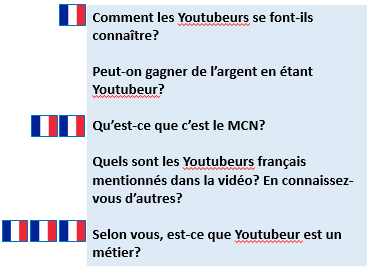 Comment les Youtubeurs se font-ils
connaître?
Peut-on gagner de l'argent en étant
Youtubeur?
Qu'est-ce que c'est le MCN?
Quels sont les Youtubeurs français
mentionnés dans la vidéo? En connaissez-
vous d'autres?
Selon vous, est-ce que Youtubeur est un
métier?